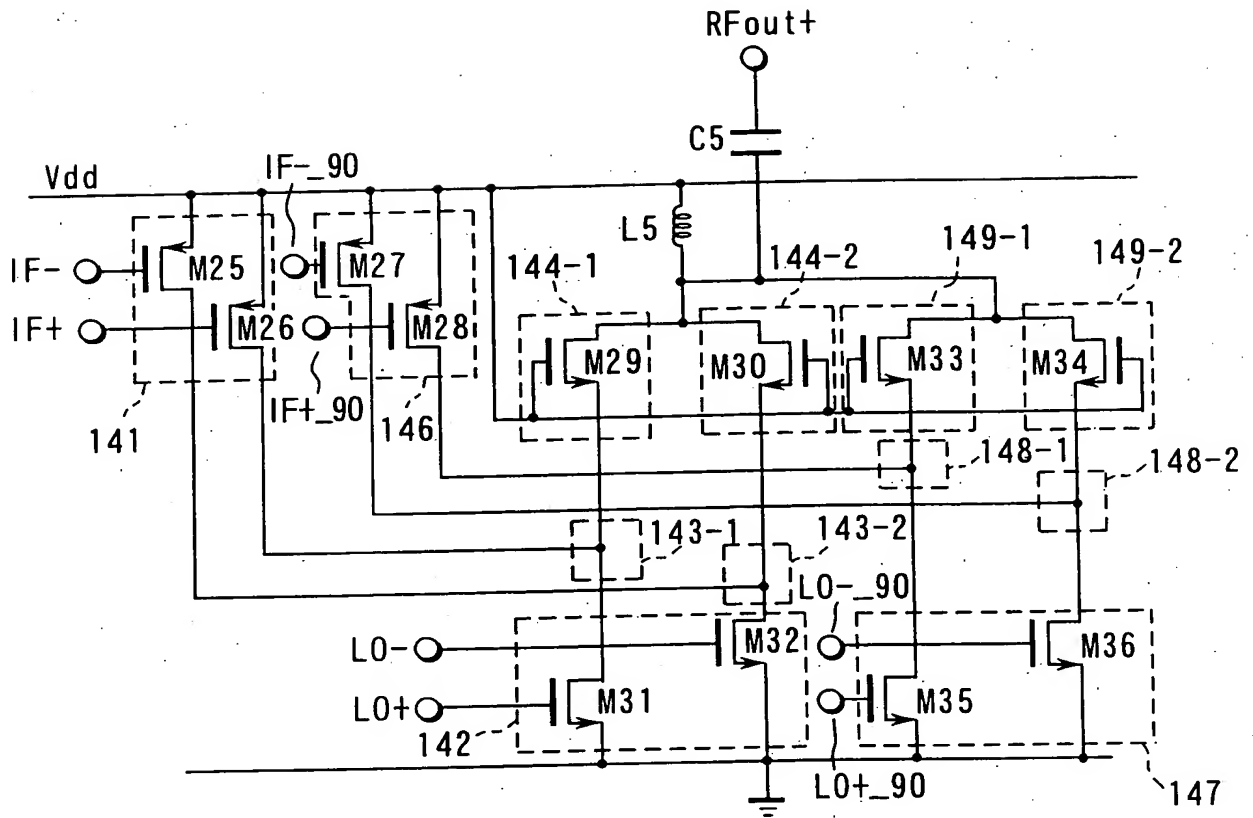 RFout+
C5
Vdd
IF-_90
L5
144-1
144-2
149-1
149-2
IF-
M25
M27
IF+
M26
M28
M29
M30
M33
M34
141
IF+_90
146
148-1
148-2
143-1
143-2
LO-_90
LO-
M32
M36
LO+
M31
M35
142
LO+_90
147